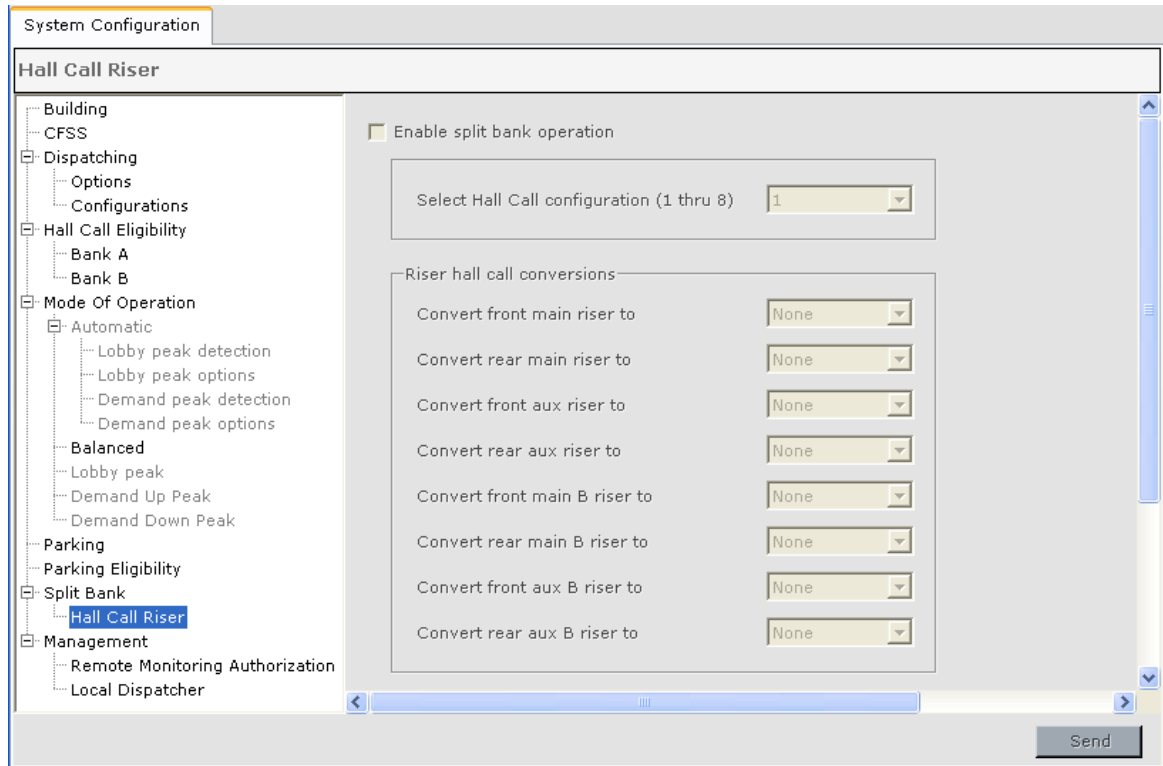 System Configuration
Hall Call Riser
Building
CFSS
Dispatching
Options
Configurations
Hall Call Eligibility
Bank A
Bank B
Mode Of Operation
Automatic
Lobby peak detection
Lobby peak options
Demand peak detection
Demand peak options
Balanced
Lobby peak
Demand Up Peak
Demand Down Peak
Parking
Parking Eligibility
Split Bank
Hall Call Riser
Management
Remote Monitoring Authorization
Local Dispatcher
Enable split bank operation
Select Hall Call configuration (1 thru 8) 1
Riser hall call conversions
Convert front main riser to None
Convert rear main riser to None
Convert front aux riser to None
Convert rear aux riser to None
Convert front main B riser to None
Convert rear main B riser to None
Convert front aux B riser to None
Convert rear aux B riser to None
Send